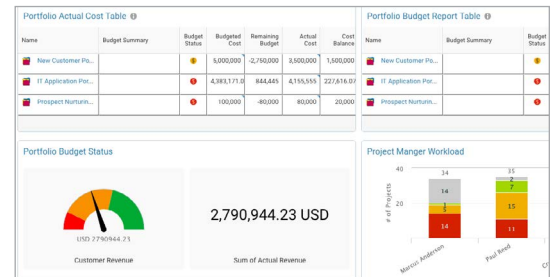 Portfolio Actual Cost Table
Portfolio Budget Report Table
Name Budget Summary Budget Status Budgeted Cost Remaining Budget Actual Cost Cost Balance
Name Budget Summary Budget Status
New Customer Po... 5,000,000 -2,750,000 3,500,000 1,500,000
New Customer Po...
IT Application Por... 4,383,171.0 844,445 4,155,555 227,616.07
IT Application Por...
Prospect Nurturin... 100,000 -80,000 80,000 20,000
Prospect Nurturin...
Portfolio Budget Status
Project Manger Workload
USD 2790944.23
Customer Revenue
2,790,944.23 USD
Sum of Actual Revenue
# of Projects
40
20
34
14
5
14
35
2
7
15
11
Marcus Anderson
Paul Reed